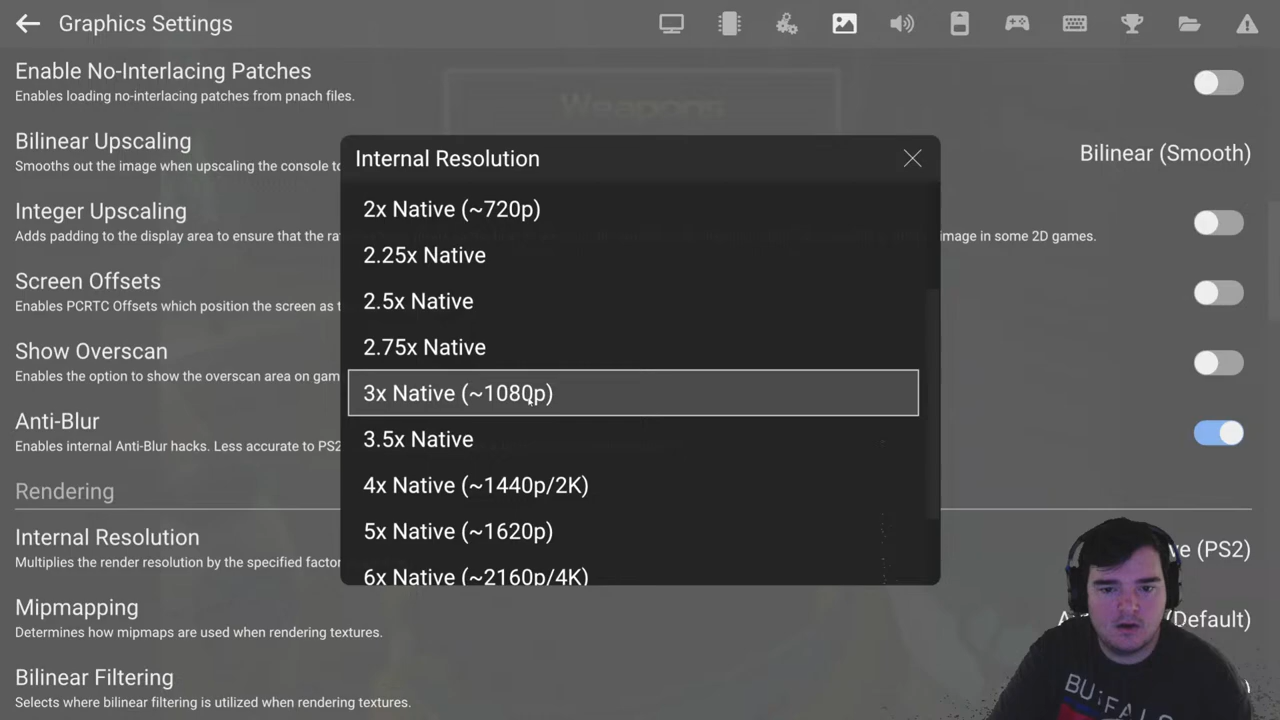 Graphics Settings
Enable No-Interlacing Patches
Enables loading no-interlacing patches from pnach files.
Weapons
Bilinear Upscaling
Smooths out the image when upscaling the console to
Bilinear (Smooth)
Integer Upscaling
Adds padding to the display area to ensure that the
image in some 2D games.
Screen Offsets
Enables PCRTC Offsets which position the screen as
Show Overscan
Enables the option to show the overscan area on
Anti-Blur
Enables internal Anti-Blur hacks. Less accurate to PS2
Rendering
Internal Resolution
Multiplies the render resolution by the specified
(PS2)
Mipmapping
Determines how mipmaps are used when rendering textures.
(Default)
Bilinear Filtering
Selects where bilinear filtering is utilized when rendering textures.
Internal Resolution
2x Native (~720p)
2.25x Native
2.5x Native
2.75x Native
3x Native (~1080p)
3.5x Native
4x Native (~1440p/2K)
5x Native (~1620p)
6x Native (~2160p/4K)